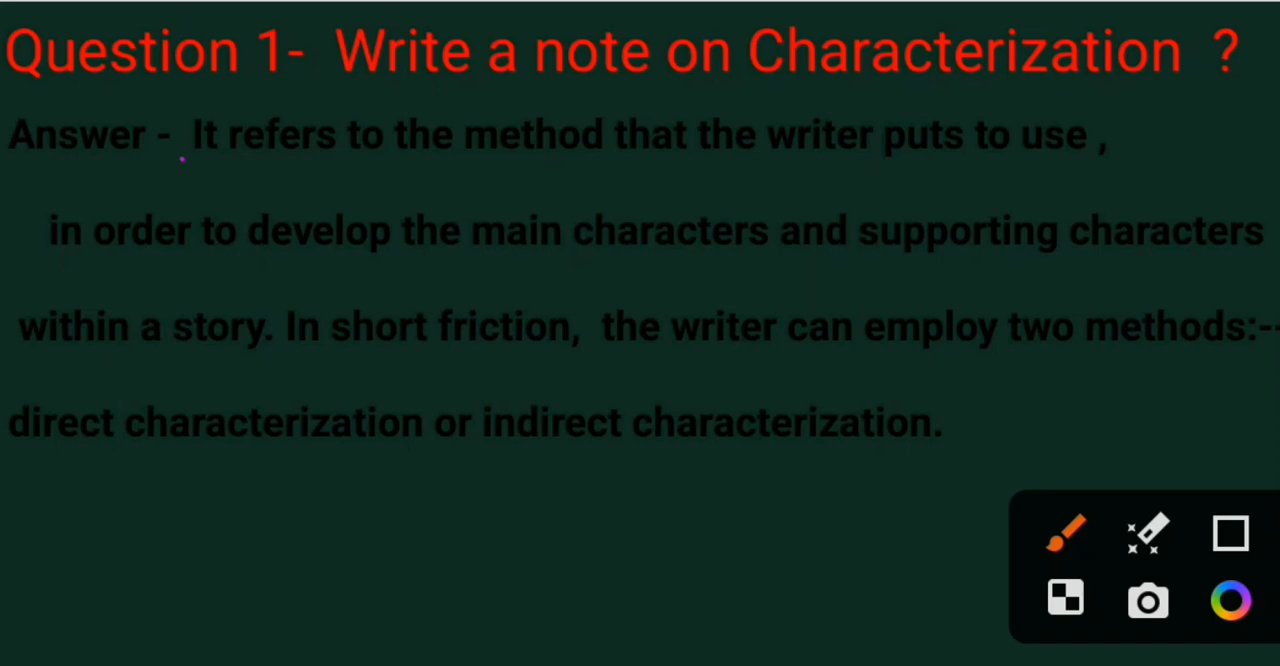 Question 1-  Write a note on Characterization  ?
Answer -  It refers to the method that the writer puts to use ,
in order to develop the main characters and supporting characters
within a story. In short friction,  the writer can employ two methods:--
direct characterization or indirect characterization.